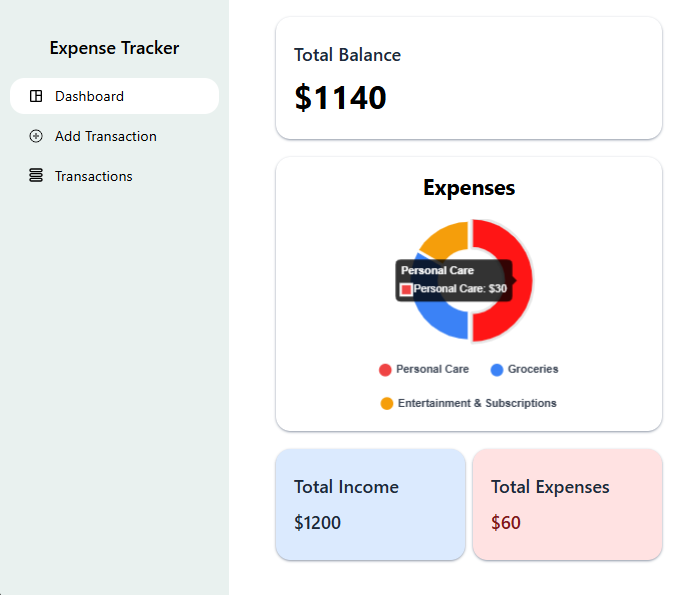 Expense Tracker
Dashboard
Add Transaction
Transactions
Total Balance
$1140
Expenses
Personal Care
Personal Care: $30
Personal Care
Groceries
Entertainment & Subscriptions
Total Income
$1200
Total Expenses
$60